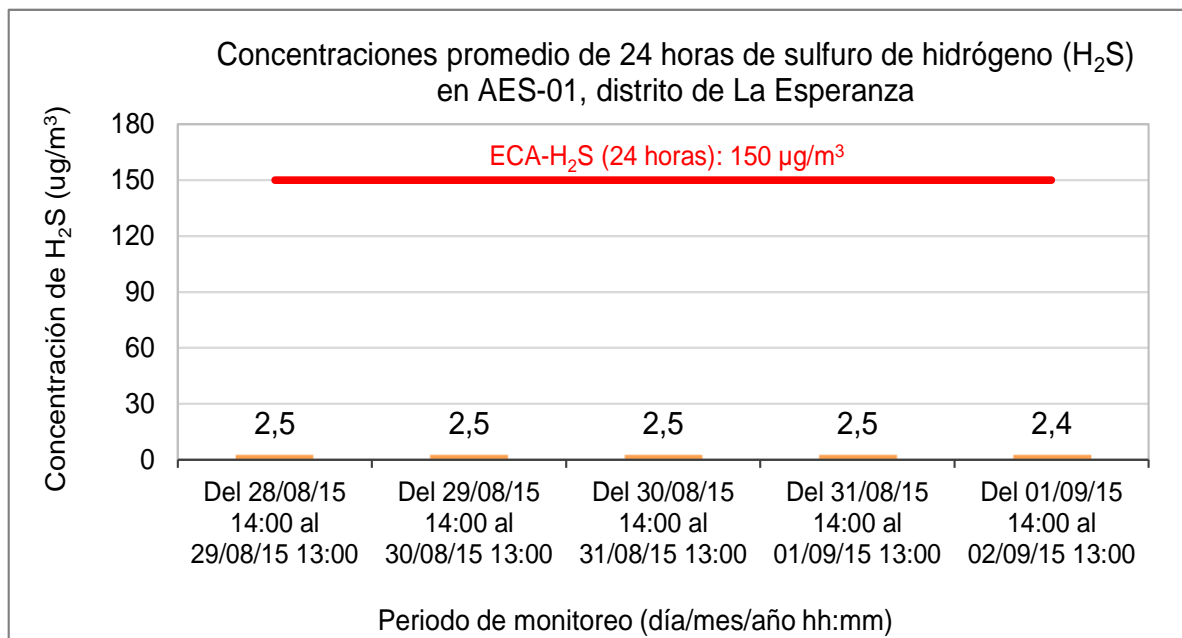 Concentraciones promedio de 24 horas de sulfuro de hidrógeno (H₂S)
en AES-01, distrito de La Esperanza
Concentración de H₂S (ug/m³)
180
150
120
90
60
30
0
ECA-H₂S (24 horas): 150 µg/m³
2,5
2,5
2,5
2,5
2,4
Del 28/08/15
14:00 al
29/08/15 13:00
Del 29/08/15
14:00 al
30/08/15 13:00
Del 30/08/15
14:00 al
31/08/15 13:00
Del 31/08/15
14:00 al
01/09/15 13:00
Del 01/09/15
14:00 al
02/09/15 13:00
Periodo de monitoreo (día/mes/año hh:mm)